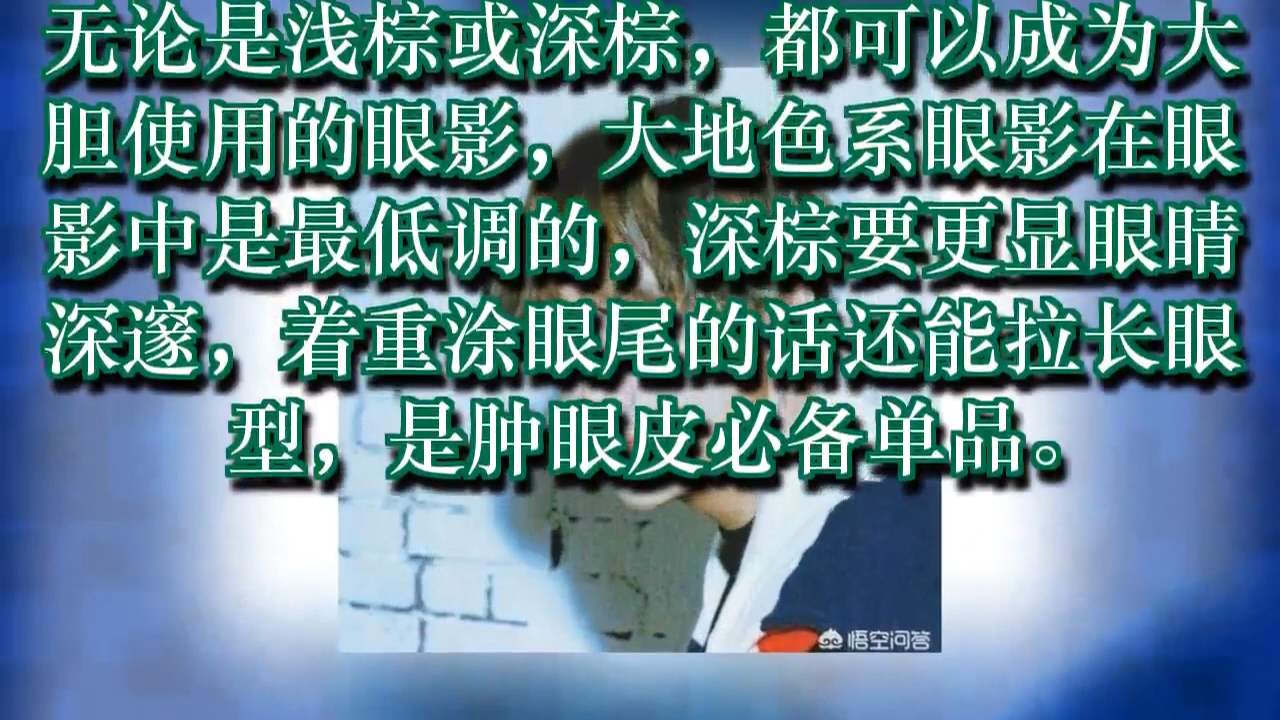 无论是浅棕或深棕，都可以成为大
胆使用的眼影，大地色系眼影在眼
影中是最低调的，深棕要更显眼睛
深邃，着重涂眼尾的话还能拉长眼
型，是肿眼皮必备单品。
悟空问答